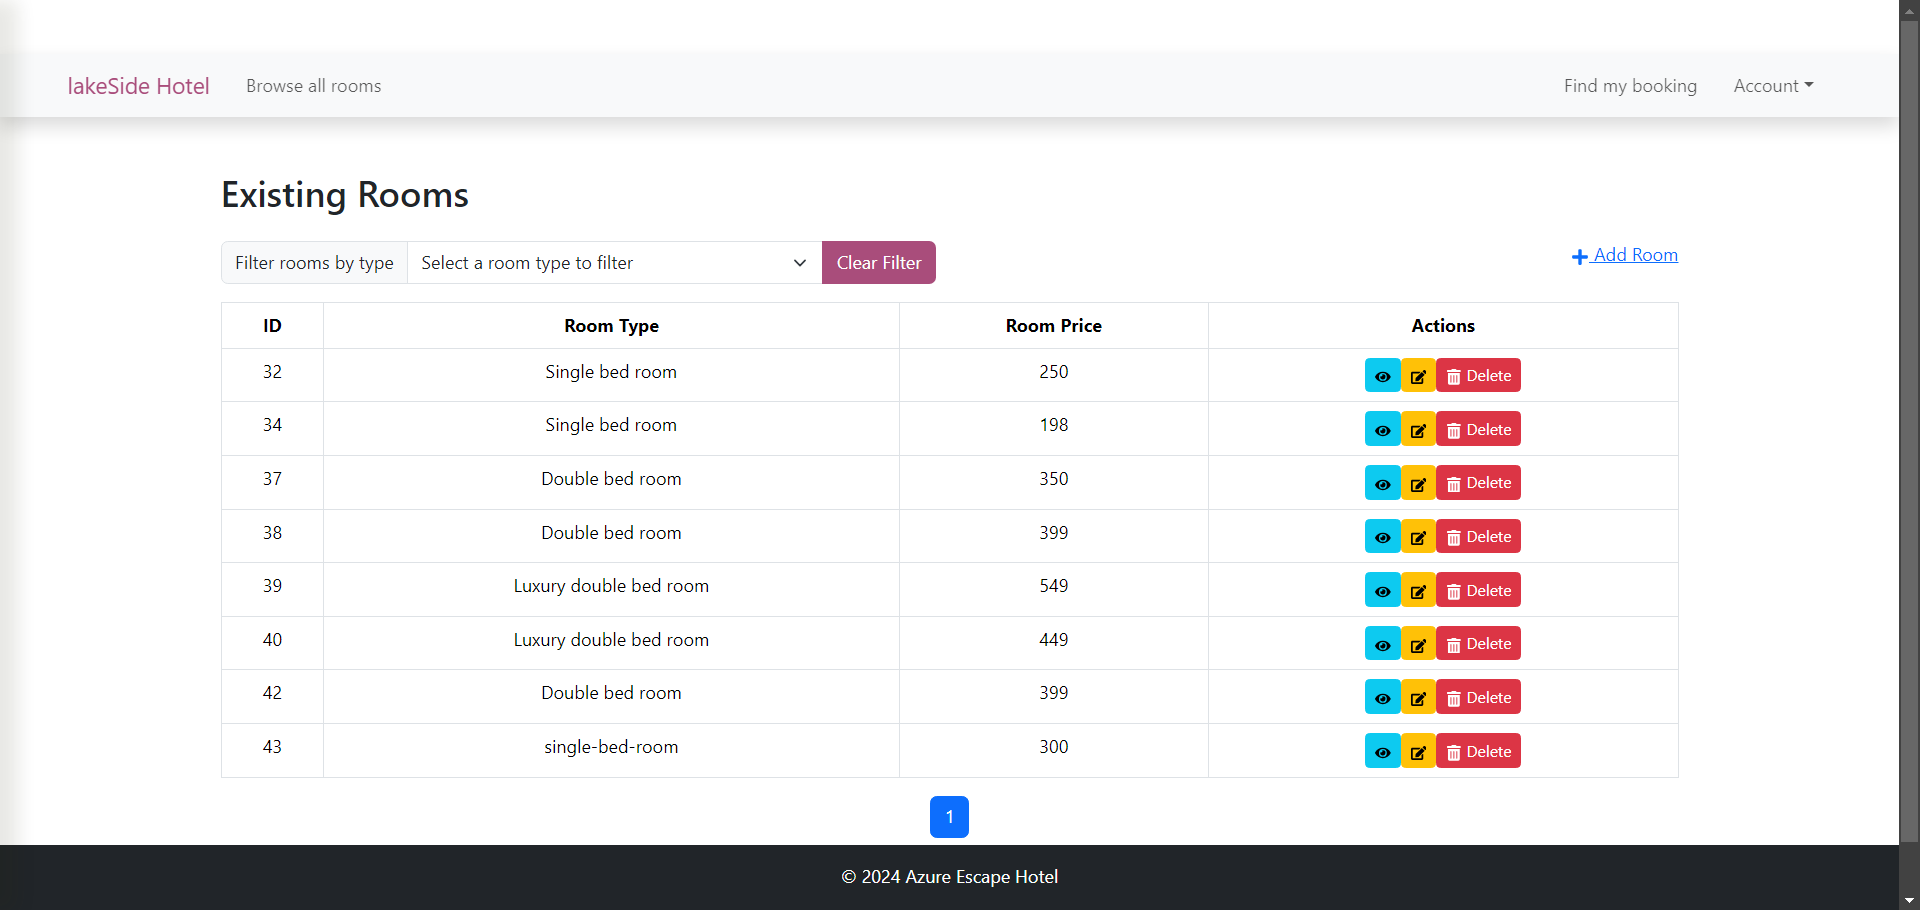 lakeSide Hotel Browse all rooms Find my booking Account
Existing Rooms
Filter rooms by type Select a room type to filter Clear Filter Add Room
ID Room Type Room Price Actions
32 Single bed room 250 Delete
34 Single bed room 198 Delete
37 Double bed room 350 Delete
38 Double bed room 399 Delete
39 Luxury double bed room 549 Delete
40 Luxury double bed room 449 Delete
42 Double bed room 399 Delete
43 single-bed-room 300 Delete
1
© 2024 Azure Escape Hotel